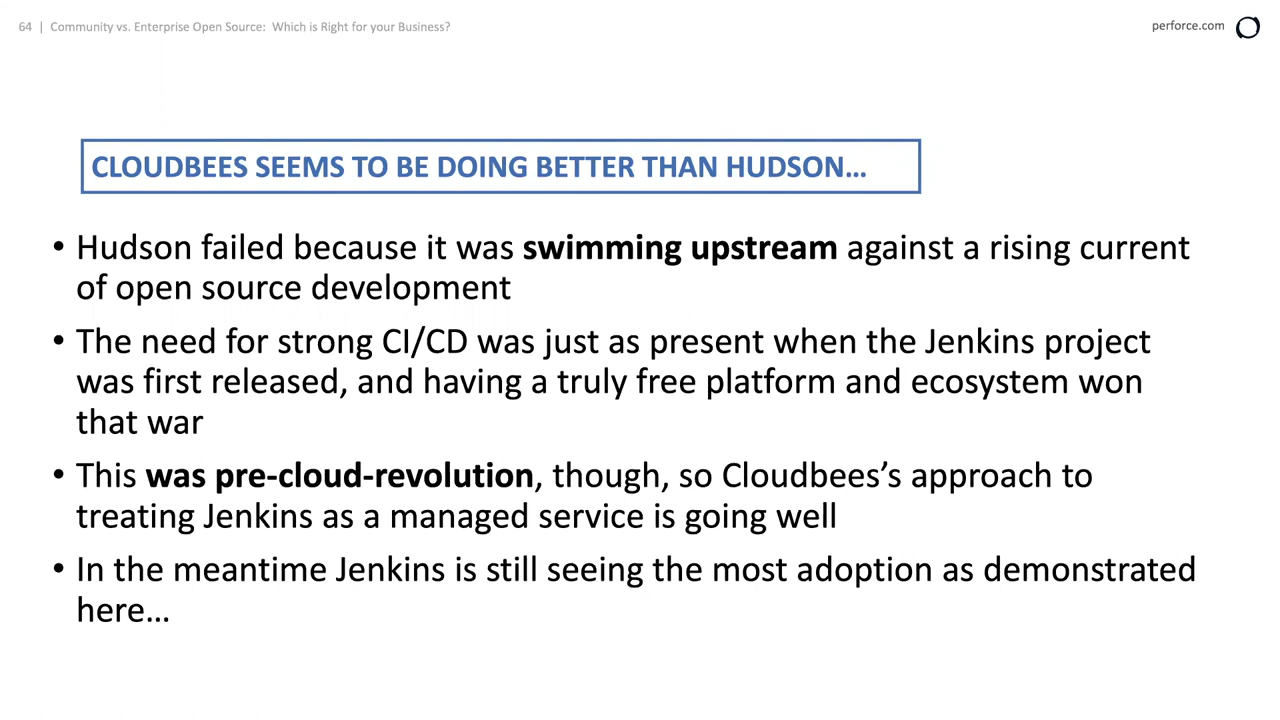 64 | Community vs. Enterprise Open Source: Which is Right for your Business?
perforce.com
CLOUDBEES SEEMS TO BE DOING BETTER THAN HUDSON…
• Hudson failed because it was swimming upstream against a rising current
of open source development
• The need for strong CI/CD was just as present when the Jenkins project
was first released, and having a truly free platform and ecosystem won
that war
• This was pre-cloud-revolution, though, so Cloudbees’s approach to
treating Jenkins as a managed service is going well
• In the meantime Jenkins is still seeing the most adoption as demonstrated
here…